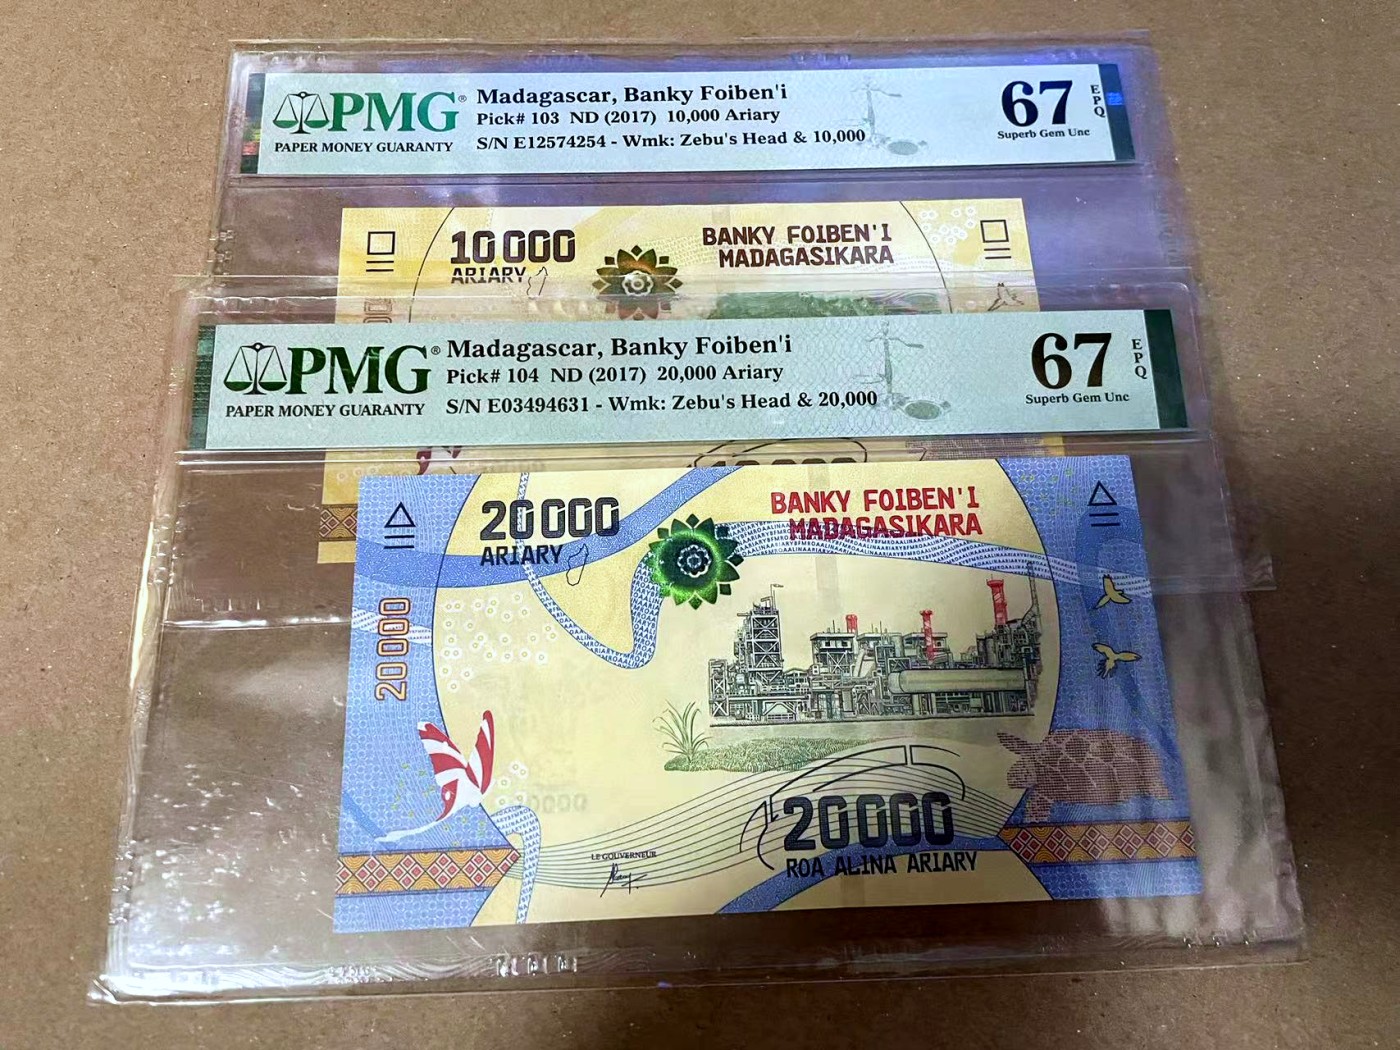 PMG®
PAPER MONEY GUARANTY
Madagascar, Banky Foiben'i
Pick# 103 ND (2017) 10,000 Ariary
S/N E12574254 - Wmk: Zebu's Head & 10,000
67
Superb Gem Unc
EPQ
10 000
ARIARY
BANKY FOIBEN'I
MADAGASIKARA
PMG®
PAPER MONEY GUARANTY
Madagascar, Banky Foiben'i
Pick# 104 ND (2017) 20,000 Ariary
S/N E03494631 - Wmk: Zebu's Head & 20,000
67
Superb Gem Unc
EPQ
20 000
ARIARY
BANKY FOIBEN'I
MADAGASIKARA
20 000
LE GOUVERNEUR
20 000
ROA ALINA ARIARY